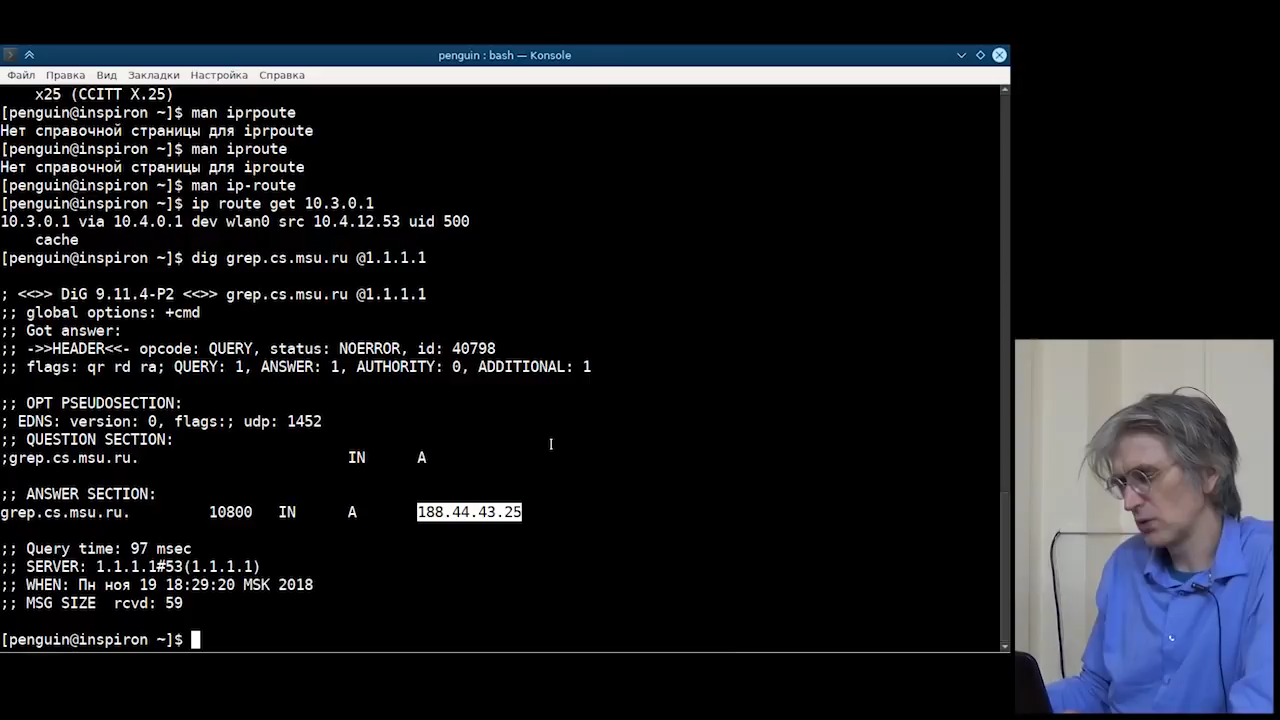 penguin : bash — Konsole
Файл Правка Вид Закладки Настройка Справка
x25 (CCITT X.25)
[penguin@inspiron ~]$ man iprpoute
Нет справочной страницы для iprpoute
[penguin@inspiron ~]$ man iproute
Нет справочной страницы для iproute
[penguin@inspiron ~]$ man ip-route
[penguin@inspiron ~]$ ip route get 10.3.0.1
10.3.0.1 via 10.4.0.1 dev wlan0 src 10.4.12.53 uid 500
cache
[penguin@inspiron ~]$ dig grep.cs.msu.ru @1.1.1.1
; <<>> DiG 9.11.4-P2 <<>> grep.cs.msu.ru @1.1.1.1
;; global options: +cmd
;; Got answer:
;; ->>HEADER<<- opcode: QUERY, status: NOERROR, id: 40798
;; flags: qr rd ra; QUERY: 1, ANSWER: 1, AUTHORITY: 0, ADDITIONAL: 1
;; OPT PSEUDOSECTION:
; EDNS: version: 0, flags:; udp: 1452
;; QUESTION SECTION:
;grep.cs.msu.ru. IN A
;; ANSWER SECTION:
grep.cs.msu.ru. 10800 IN A 188.44.43.25
;; Query time: 97 msec
;; SERVER: 1.1.1.1#53(1.1.1.1)
;; WHEN: Пн ноя 19 18:29:20 MSK 2018
;; MSG SIZE rcvd: 59
[penguin@inspiron ~]$